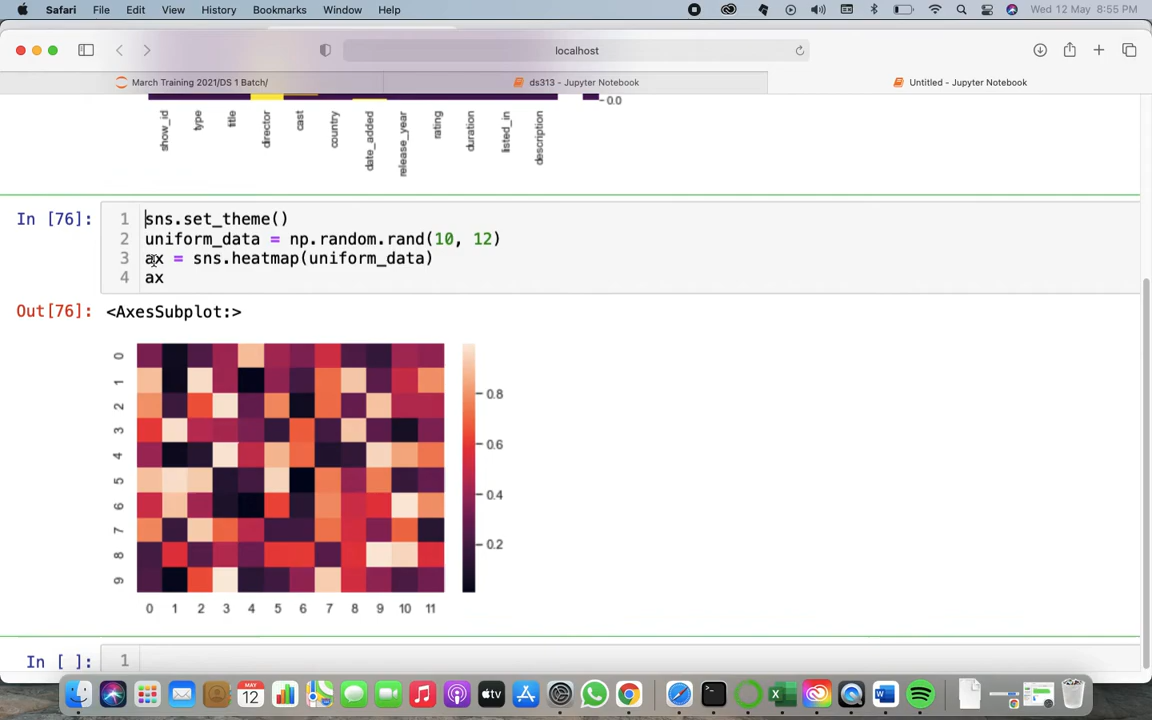 Safari File Edit View History Bookmarks Window Help Wed 12 May 8:55 PM
localhost
March Training 2021/DS 1 Batch/ ds313 - Jupyter Notebook Untitled - Jupyter Notebook
0.0
show_id type title director cast country date_added release_year rating duration listed_in description
In [76]: 1 sns.set_theme()
2 uniform_data = np.random.rand(10, 12)
3 ax = sns.heatmap(uniform_data)
4 ax
Out[76]: <AxesSubplot:>
0
1
2
3
4
5
6
7
8
9
0.8
0.6
0.4
0.2
0 1 2 3 4 5 6 7 8 9 10 11
In [ ]: 1
MAY
12
tv
W